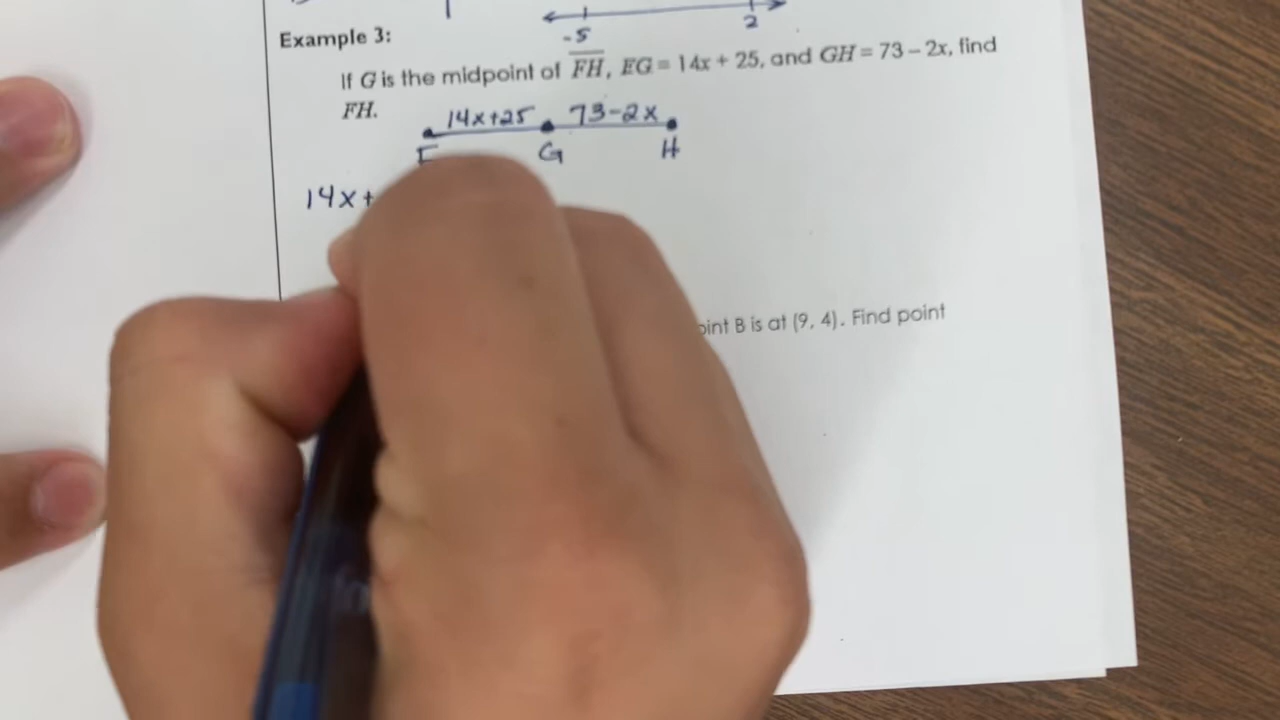 -5 2
Example 3:
If G is the midpoint of FH, EG = 14x + 25, and GH = 73 – 2x, find
FH.
14x+25 73-2x
G H
14x+
B is at (9, 4). Find point